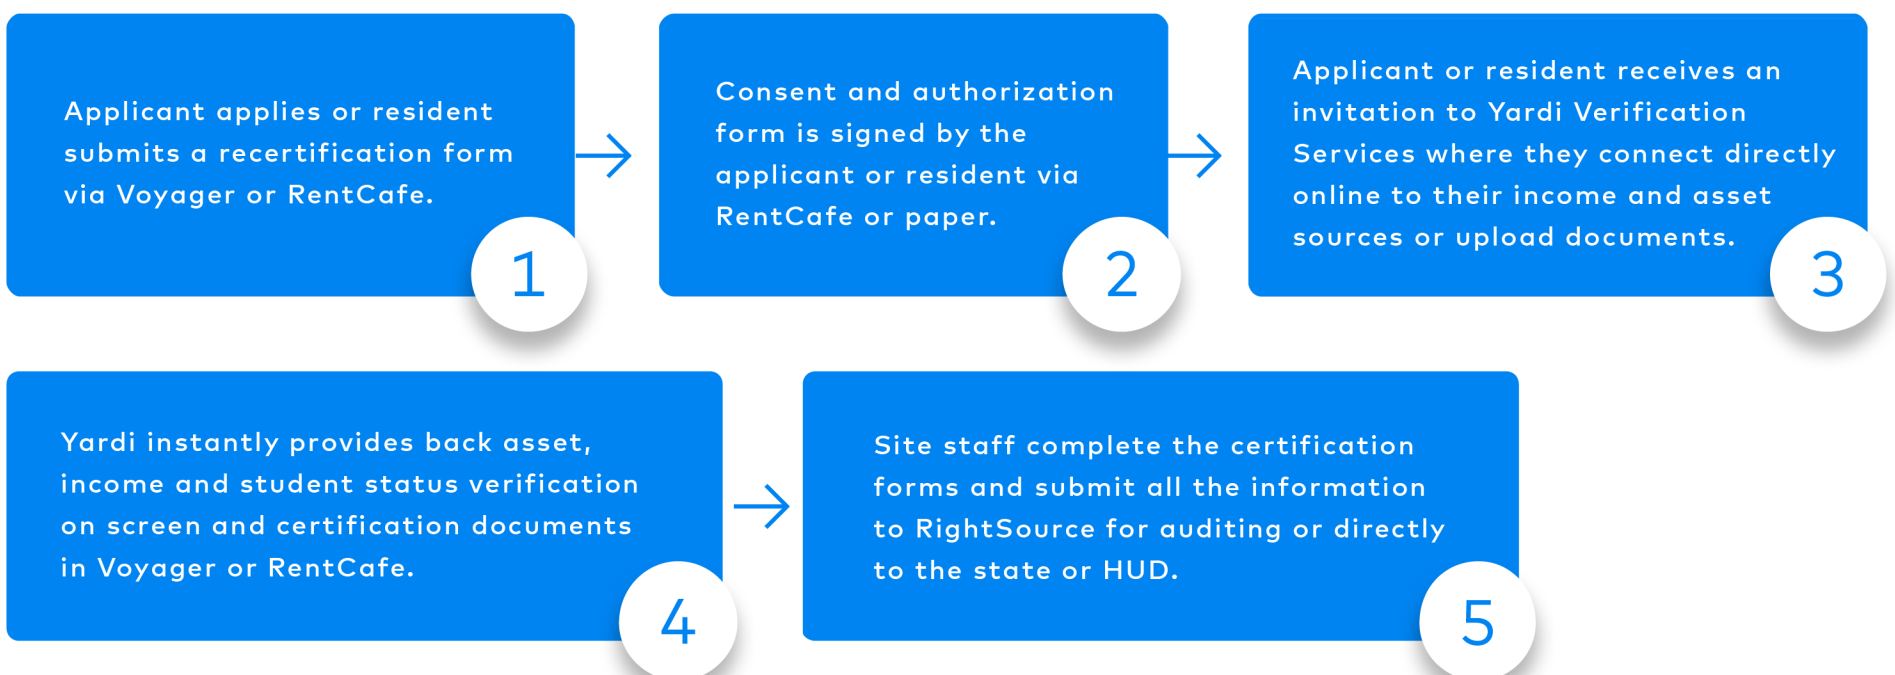 Applicant applies or resident
submits a recertification form
via Voyager or RentCafe.
1
Consent and authorization
form is signed by the
applicant or resident via
RentCafe or paper.
2
Applicant or resident receives an
invitation to Yardi Verification
Services where they connect directly
online to their income and asset
sources or upload documents.
3
Yardi instantly provides back asset,
income and student status verification
on screen and certification documents
in Voyager or RentCafe.
4
Site staff complete the certification
forms and submit all the information
to RightSource for auditing or directly
to the state or HUD.
5